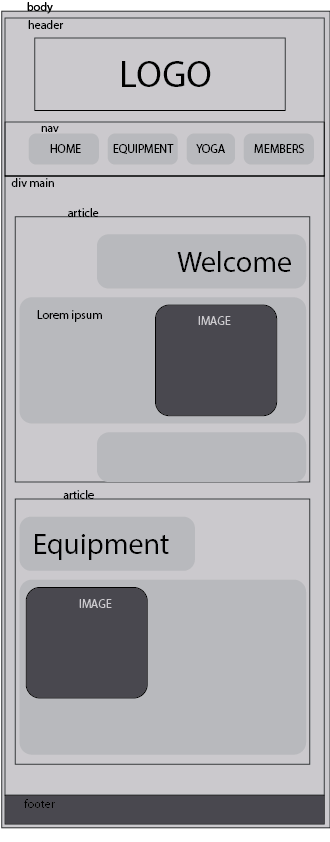 body
header
LOGO
nav
HOME EQUIPMENT YOGA MEMBERS
div main
article
Welcome
Lorem ipsum
IMAGE
article
Equipment
IMAGE
footer